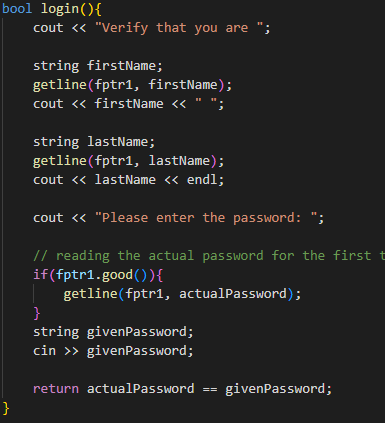 bool login(){
    cout << "Verify that you are ";
    string firstName;
    getline(fptr1, firstName);
    cout << firstName << " ";
    string lastName;
    getline(fptr1, lastName);
    cout << lastName << endl;
    cout << "Please enter the password: ";
    // reading the actual password for the first
    if(fptr1.good()){
        getline(fptr1, actualPassword);
    }
    string givenPassword;
    cin >> givenPassword;
    return actualPassword == givenPassword;
}